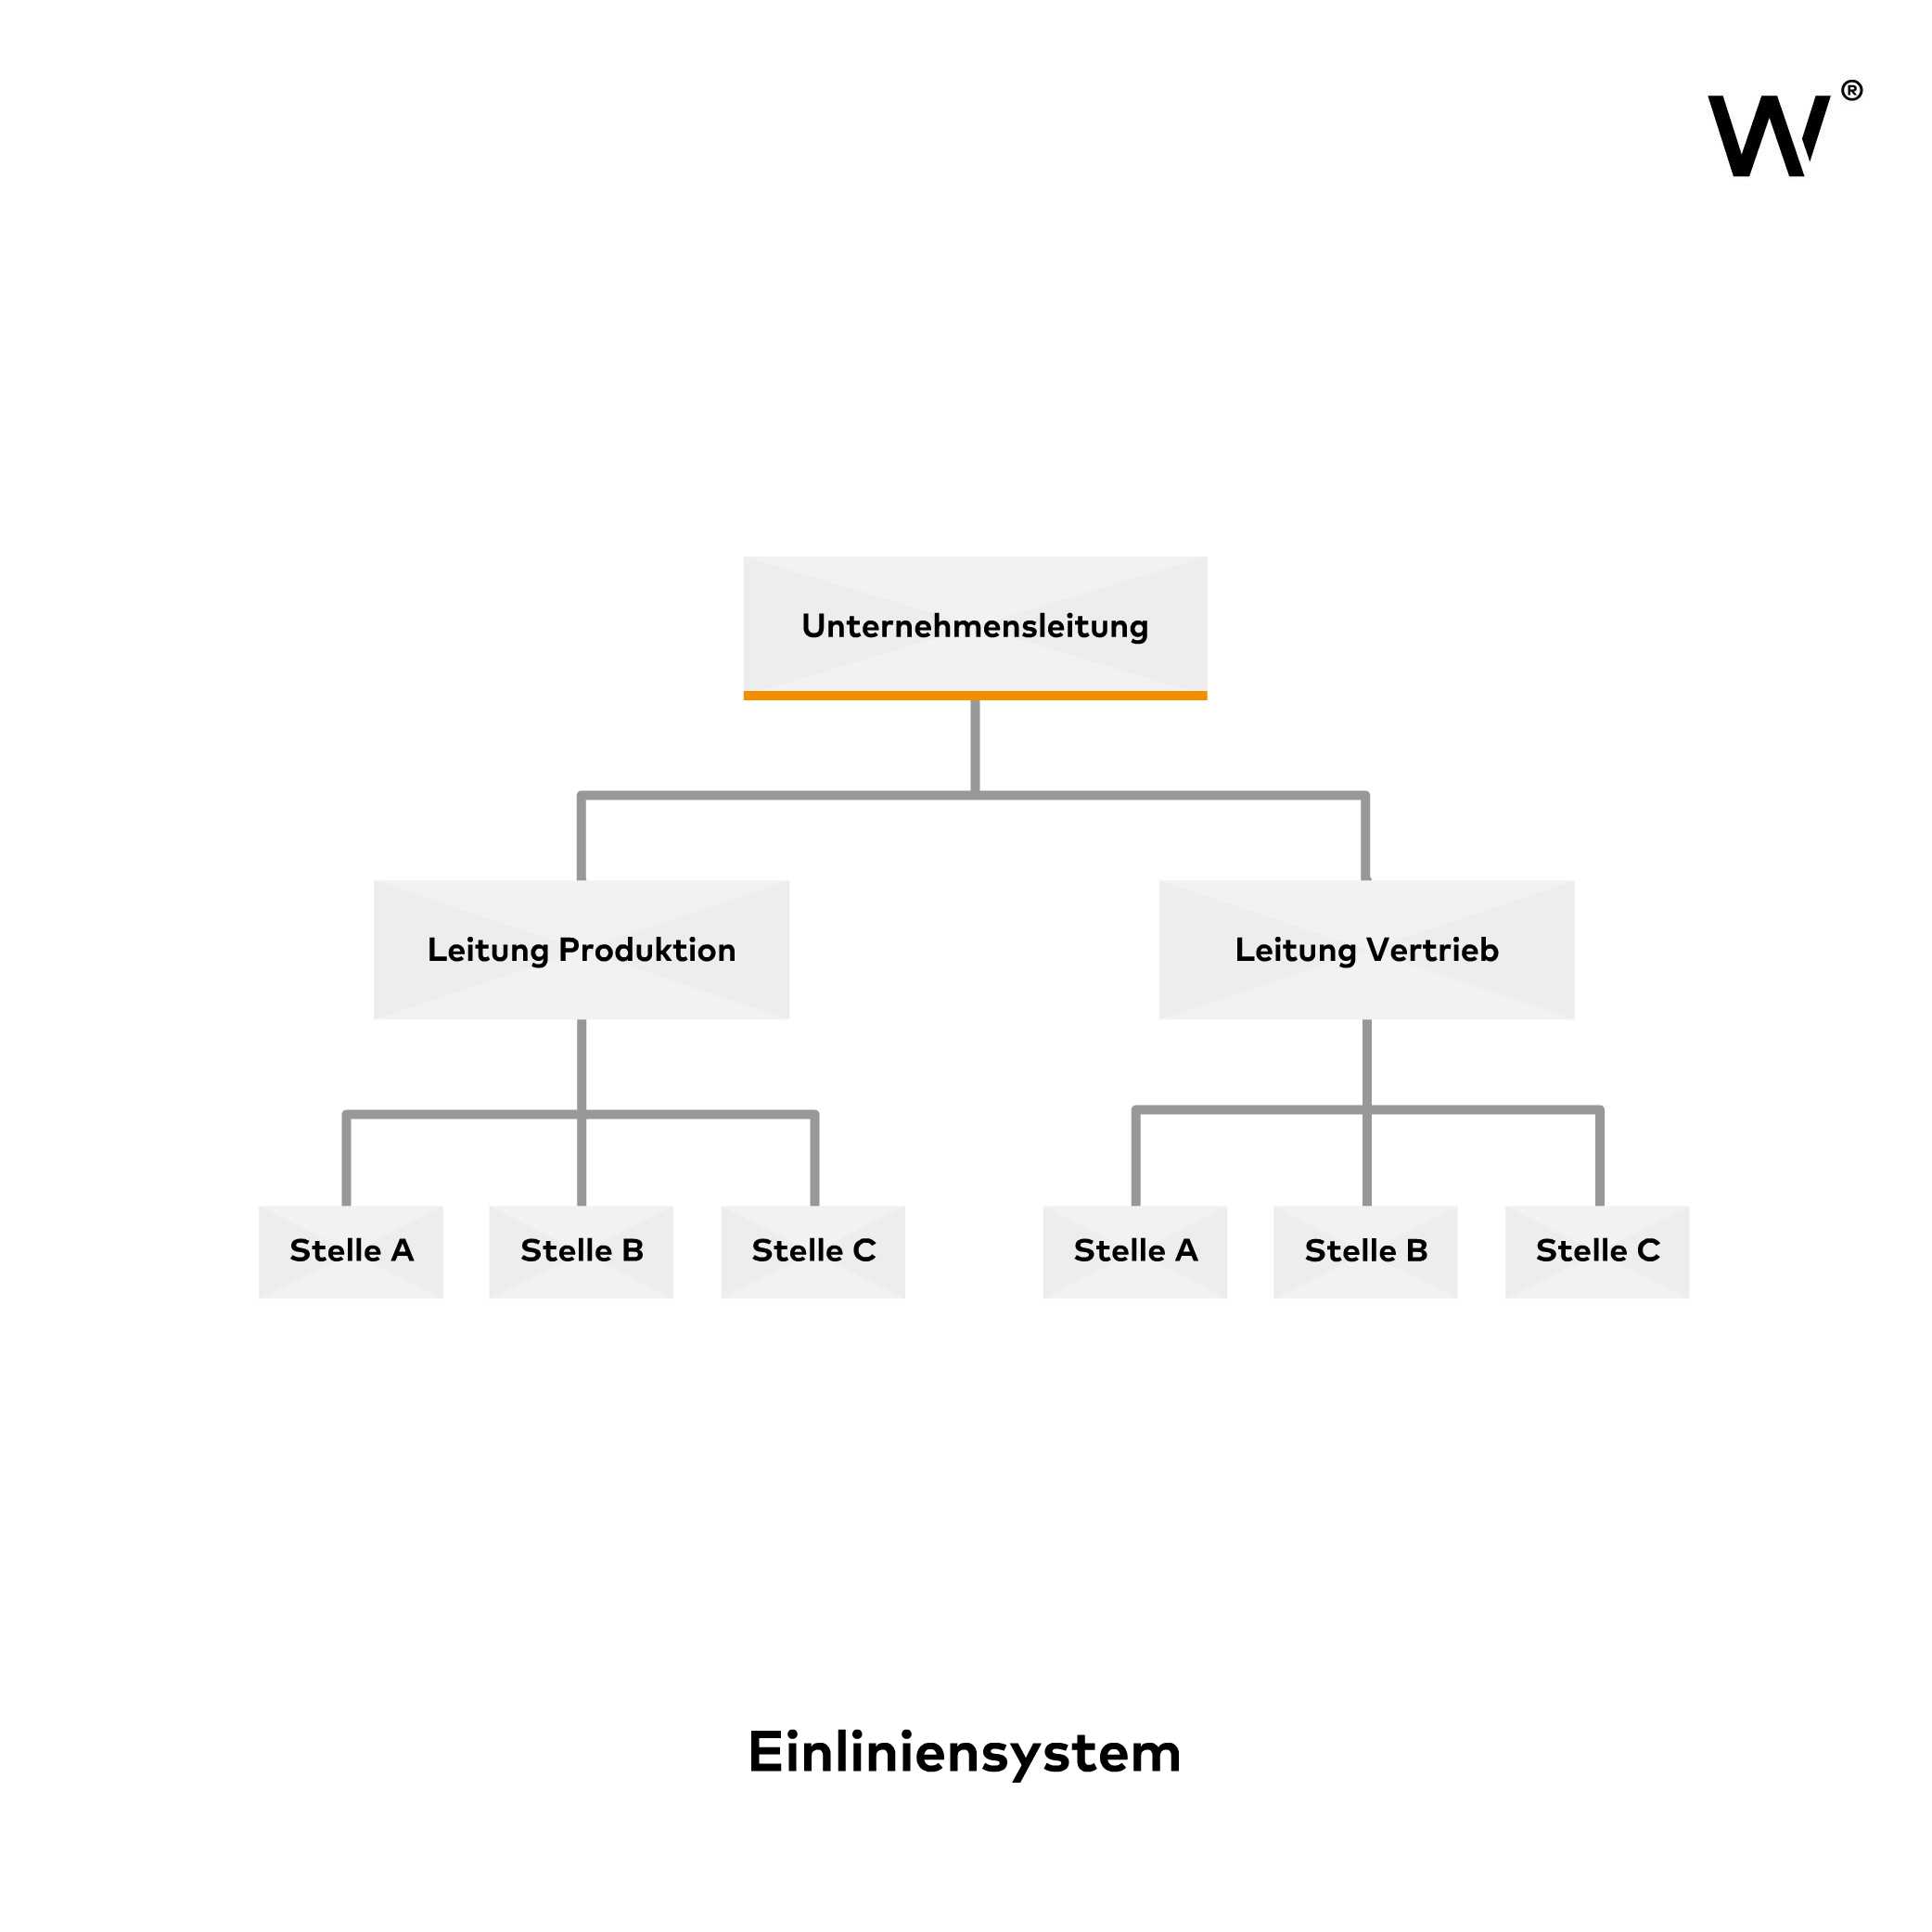 W®
Unternehmensleitung
Leitung Produktion
Leitung Vertrieb
Stelle A
Stelle B
Stelle C
Stelle A
Stelle B
Stelle C
Einliniensystem